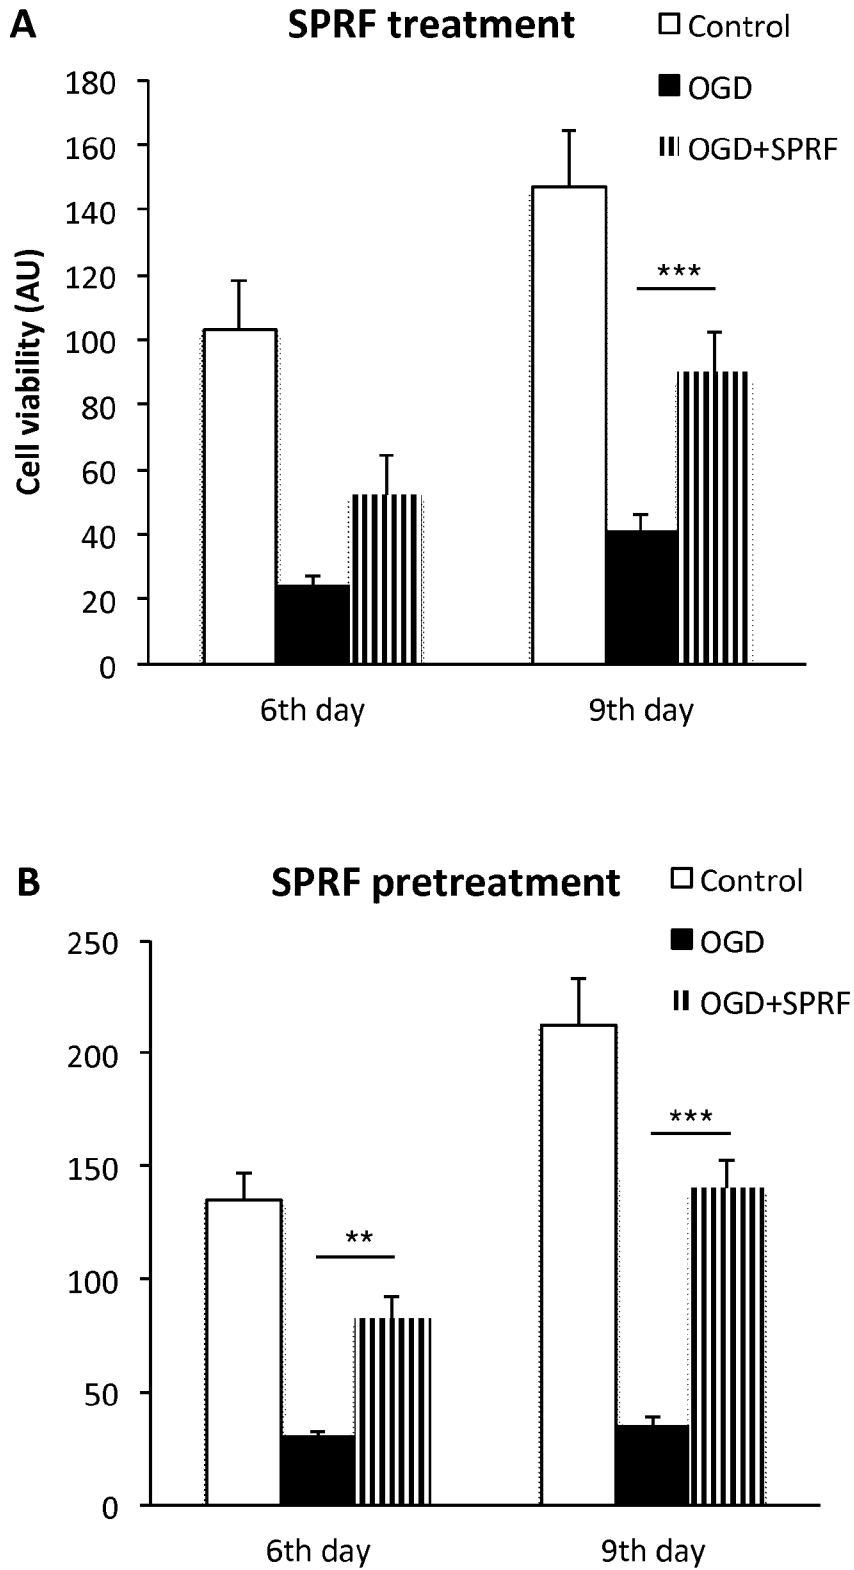 A
SPRF treatment
Control
OGD
OGD+SPRF
180
160
140
120
100
80
60
40
20
0
Cell viability (AU)
***
6th day
9th day
B
SPRF pretreatment
Control
OGD
OGD+SPRF
250
200
150
100
50
0
**
***
6th day
9th day